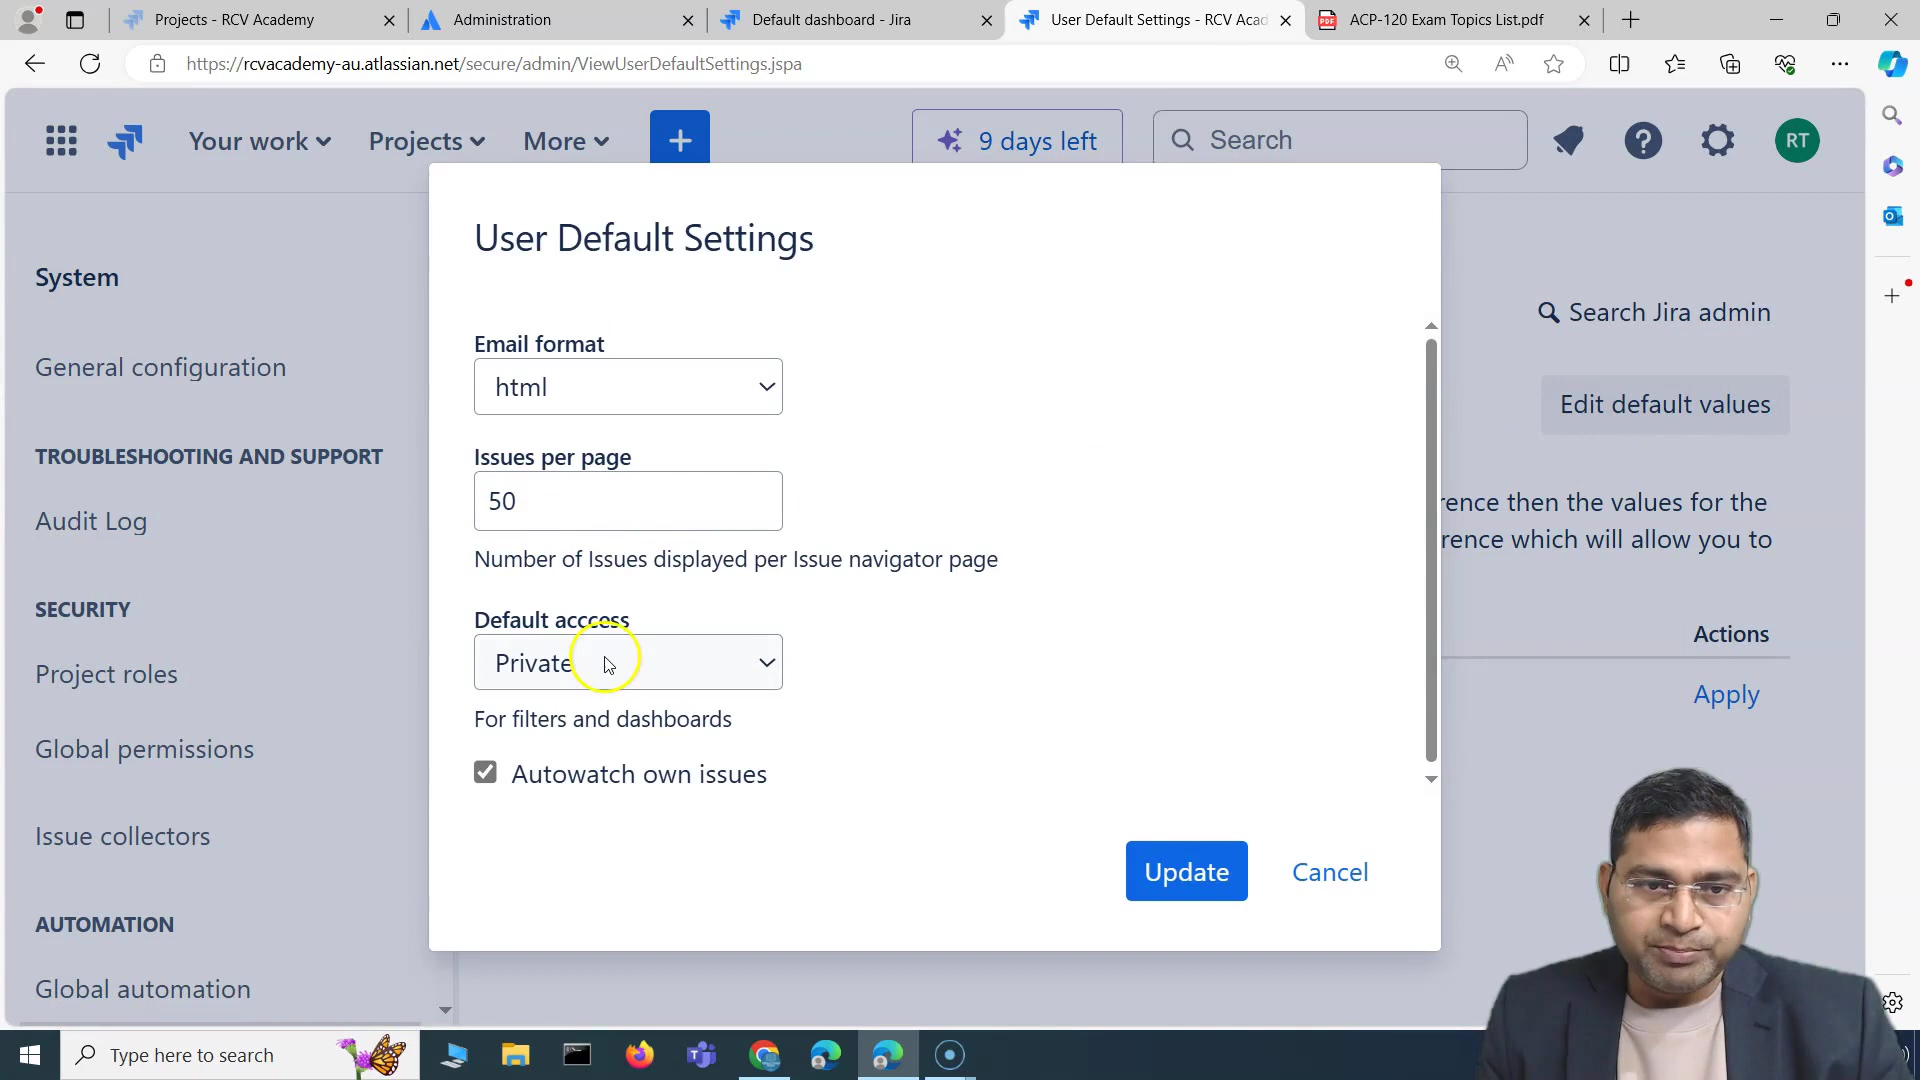 Projects - RCV Academy
Administration
Default dashboard - Jira
User Default Settings - RCV Acad
PDF
ACP-120 Exam Topics List.pdf
https://rcvacademy-au.atlassian.net/secure/admin/ViewUserDefaultSettings.jspa
Your work
Projects
More
9 days left
Search
RT
System
General configuration
TROUBLESHOOTING AND SUPPORT
Audit Log
SECURITY
Project roles
Global permissions
Issue collectors
AUTOMATION
Global automation
User Default Settings
Email format
html
Issues per page
50
Number of Issues displayed per Issue navigator page
Default acccess
Private
For filters and dashboards
Autowatch own issues
Update
Cancel
Search Jira admin
Edit default values
rence then the values for the
rence which will allow you to
Actions
Apply
Type here to search